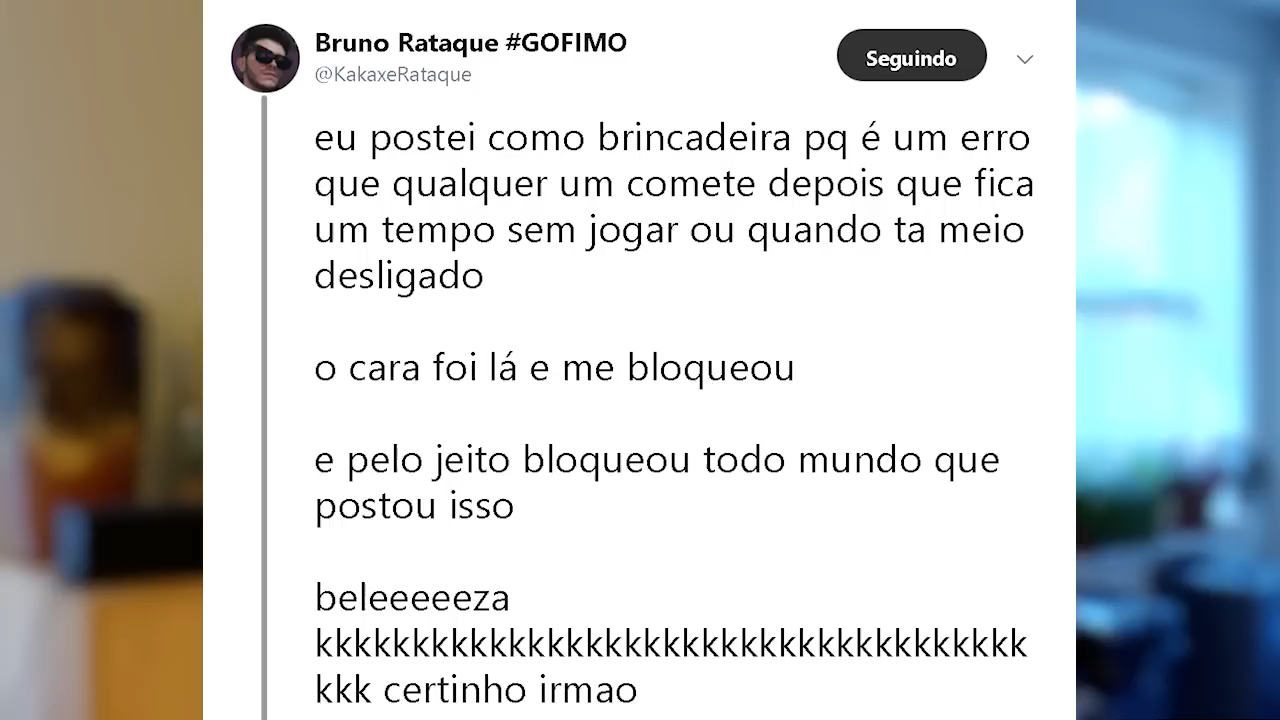 Bruno Rataque #GOFIMO
@KakaxeRataque
Seguindo
eu postei como brincadeira pq é um erro
que qualquer um comete depois que fica
um tempo sem jogar ou quando ta meio
desligado
o cara foi lá e me bloqueou
e pelo jeito bloqueou todo mundo que
postou isso
beleeeeeza
kkkkkkkkkkkkkkkkkkkkkkkkkkkkkkkkkkkkk
kkk certinho irmao